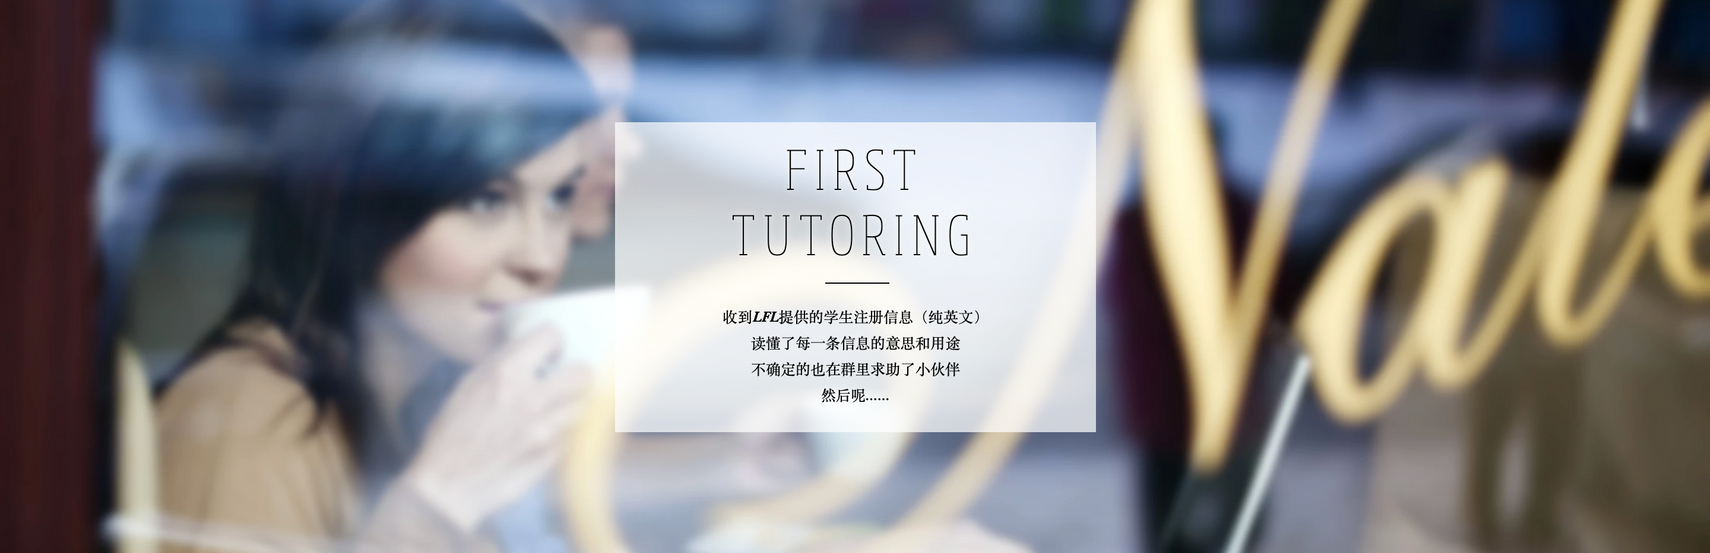 FIRST
TUTORING
收到LFL提供的学生注册信息（纯英文）
读懂了每一条信息的意思和用途
不确定的也在群里求助了小伙伴
然后呢......